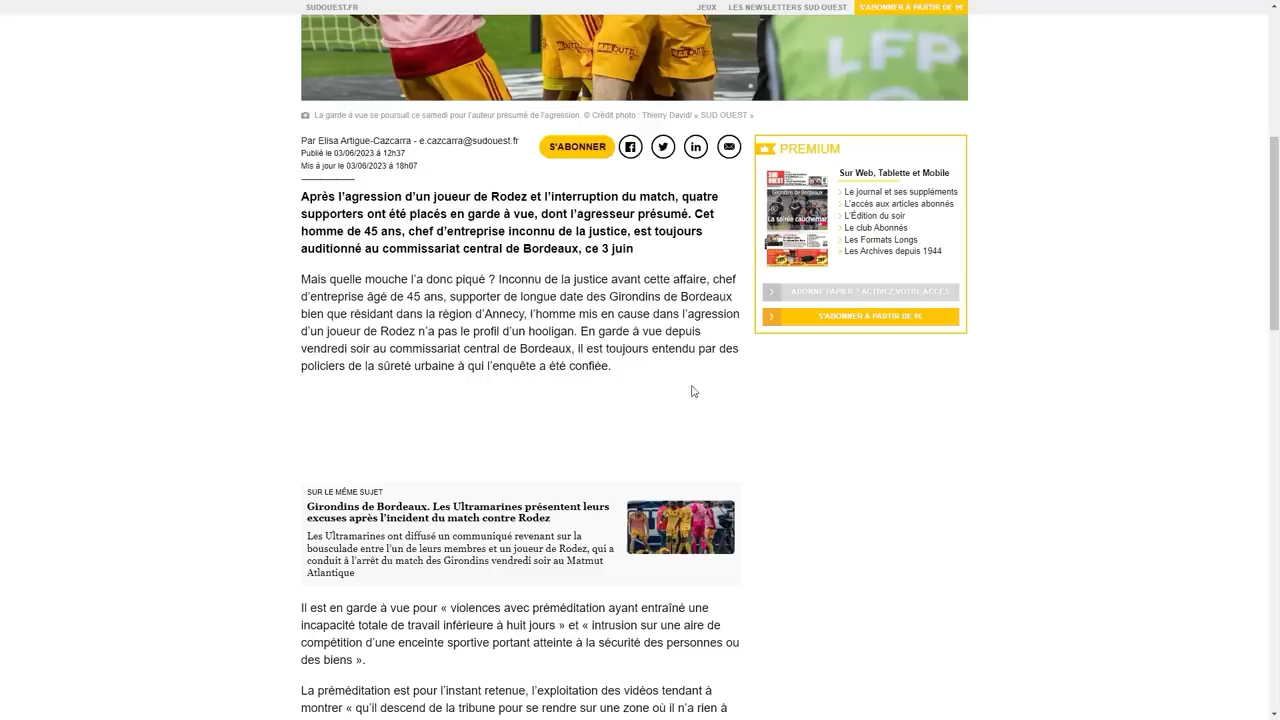 SUDOUEST.FR
JEUX
LES NEWSLETTERS SUD OUEST
S'ABONNER À PARTIR DE 1€
LFP
La garde à vue se poursuit ce samedi pour l'auteur présumé de l'agression. © Crédit photo : Thierry David/ « SUD OUEST »
Par Elisa Artigue-Cazcarra - e.cazcarra@sudouest.fr
Publié le 03/06/2023 à 12h37
Mis à jour le 03/06/2023 à 18h07
S'ABONNER
Après l’agression d’un joueur de Rodez et l’interruption du match, quatre
supporters ont été placés en garde à vue, dont l’agresseur présumé. Cet
homme de 45 ans, chef d’entreprise inconnu de la justice, est toujours
auditionné au commissariat central de Bordeaux, ce 3 juin
Mais quelle mouche l’a donc piqué ? Inconnu de la justice avant cette affaire, chef
d’entreprise âgé de 45 ans, supporter de longue date des Girondins de Bordeaux
bien que résidant dans la région d’Annecy, l’homme mis en cause dans l’agression
d’un joueur de Rodez n’a pas le profil d’un hooligan. En garde à vue depuis
vendredi soir au commissariat central de Bordeaux, il est toujours entendu par des
policiers de la sûreté urbaine à qui l’enquête a été confiée.
SUR LE MÊME SUJET
Girondins de Bordeaux. Les Ultramarines présentent leurs
excuses après l’incident du match contre Rodez
Les Ultramarines ont diffusé un communiqué revenant sur la
bousculade entre l’un de leurs membres et un joueur de Rodez, qui a
conduit à l’arrêt du match des Girondins vendredi soir au Matmut
Atlantique
Il est en garde à vue pour « violences avec préméditation ayant entraîné une
incapacité totale de travail inférieure à huit jours » et « intrusion sur une aire de
compétition d’une enceinte sportive portant atteinte à la sécurité des personnes ou
des biens ».
La préméditation est pour l’instant retenue, l’exploitation des vidéos tendant à
montrer « qu’il descend de la tribune pour se rendre sur une zone où il n’a rien à
PREMIUM
SUD OUEST
Girondins de Bordeaux
La soirée cauchemar
Sur Web, Tablette et Mobile
Le journal et ses suppléments
L'accès aux articles abonnés
L'Édition du soir
Le club Abonnés
Les Formats Longs
Les Archives depuis 1944
ABONNÉ PAPIER ? ACTIVEZ VOTRE ACCÈS
S'ABONNER À PARTIR DE 1€